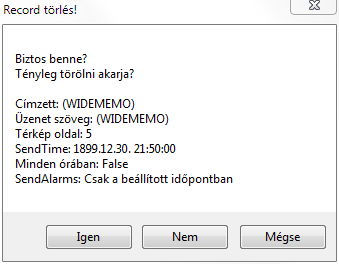 Record törlés!
Biztos benne?
Tényleg törölni akarja?
Címzett: (WIDEMEMO)
Üzenet szöveg: (WIDEMEMO)
Térkép oldal: 5
SendTime: 1899.12.30. 21:50:00
Minden órában: False
SendAlarms: Csak a beállított időpontban
Igen
Nem
Mégse